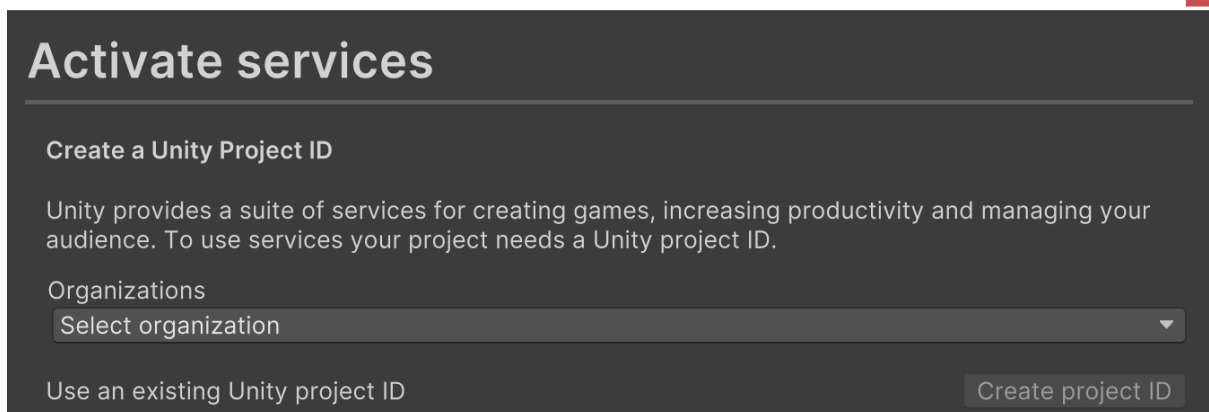 Activate services
Create a Unity Project ID
Unity provides a suite of services for creating games, increasing productivity and managing your
audience. To use services your project needs a Unity project ID.
Organizations
Select organization
Use an existing Unity project ID
Create project ID